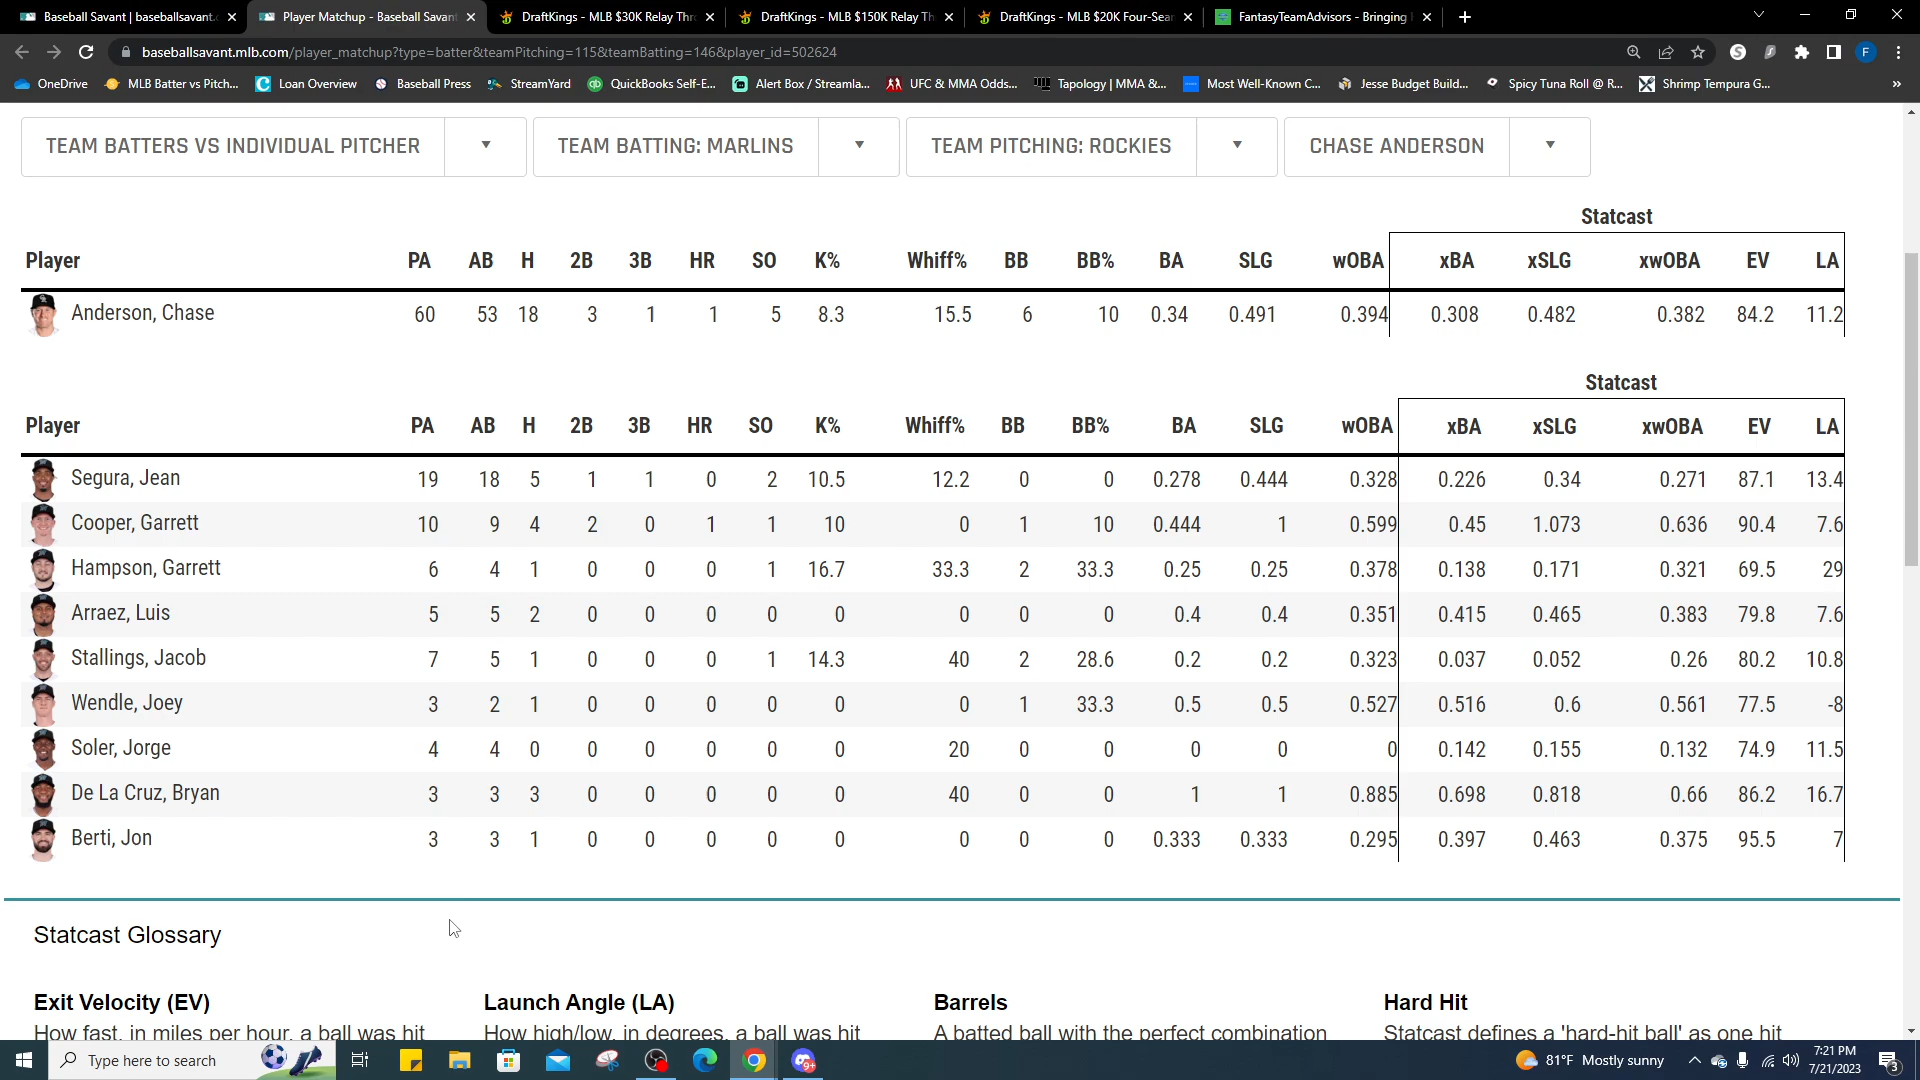 Baseball Savant | baseballsavant.
Player Matchup - Baseball Savant
DraftKings - MLB $30K Relay Thr
DraftKings - MLB $150K Relay Th
DraftKings - MLB $20K Four-Sea
FantasyTeamAdvisors - Bringing
baseballsavant.mlb.com/player_matchup?type=batter&teamPitching=115&teamBatting=146&player_id=502624
OneDrive
MLB Batter vs Pitch...
Loan Overview
Baseball Press
StreamYard
QuickBooks Self-E...
Alert Box / Streamla...
UFC & MMA Odds...
Tapology | MMA &...
Most Well-Known C...
Jesse Budget Build...
Spicy Tuna Roll @ R...
Shrimp Tempura G...
TEAM BATTERS VS INDIVIDUAL PITCHER
TEAM BATTING: MARLINS
TEAM PITCHING: ROCKIES
CHASE ANDERSON
Statcast
Player PA AB H 2B 3B HR SO K% Whiff% BB BB% BA SLG wOBA xBA xSLG xwOBA EV LA
Anderson, Chase 60 53 18 3 1 1 5 8.3 15.5 6 10 0.34 0.491 0.394 0.308 0.482 0.382 84.2 11.2
Statcast
Player PA AB H 2B 3B HR SO K% Whiff% BB BB% BA SLG wOBA xBA xSLG xwOBA EV LA
Segura, Jean 19 18 5 1 1 0 2 10.5 12.2 0 0 0.278 0.444 0.328 0.226 0.34 0.271 87.1 13.4
Cooper, Garrett 10 9 4 2 0 1 1 10 0 1 10 0.444 1 0.599 0.45 1.073 0.636 90.4 7.6
Hampson, Garrett 6 4 1 0 0 0 1 16.7 33.3 2 33.3 0.25 0.25 0.378 0.138 0.171 0.321 69.5 29
Arraez, Luis 5 5 2 0 0 0 0 0 0 0 0 0.4 0.4 0.351 0.415 0.465 0.383 79.8 7.6
Stallings, Jacob 7 5 1 0 0 0 1 14.3 40 2 28.6 0.2 0.2 0.323 0.037 0.052 0.26 80.2 10.8
Wendle, Joey 3 2 1 0 0 0 0 0 0 1 33.3 0.5 0.5 0.527 0.516 0.6 0.561 77.5 -8
Soler, Jorge 4 4 0 0 0 0 0 0 20 0 0 0 0 0 0.142 0.155 0.132 74.9 11.5
De La Cruz, Bryan 3 3 3 0 0 0 0 0 40 0 0 1 1 0.885 0.698 0.818 0.66 86.2 16.7
Berti, Jon 3 3 1 0 0 0 0 0 0 0 0 0.333 0.333 0.295 0.397 0.463 0.375 95.5 7
Statcast Glossary
Exit Velocity (EV)
How fast, in miles per hour, a ball was hit
Launch Angle (LA)
How high/low, in degrees, a ball was hit
Barrels
A batted ball with the perfect combination
Hard Hit
Statcast defines a 'hard-hit ball' as one hit
Type here to search
9+
81°F Mostly sunny
7:21 PM
7/21/2023
3